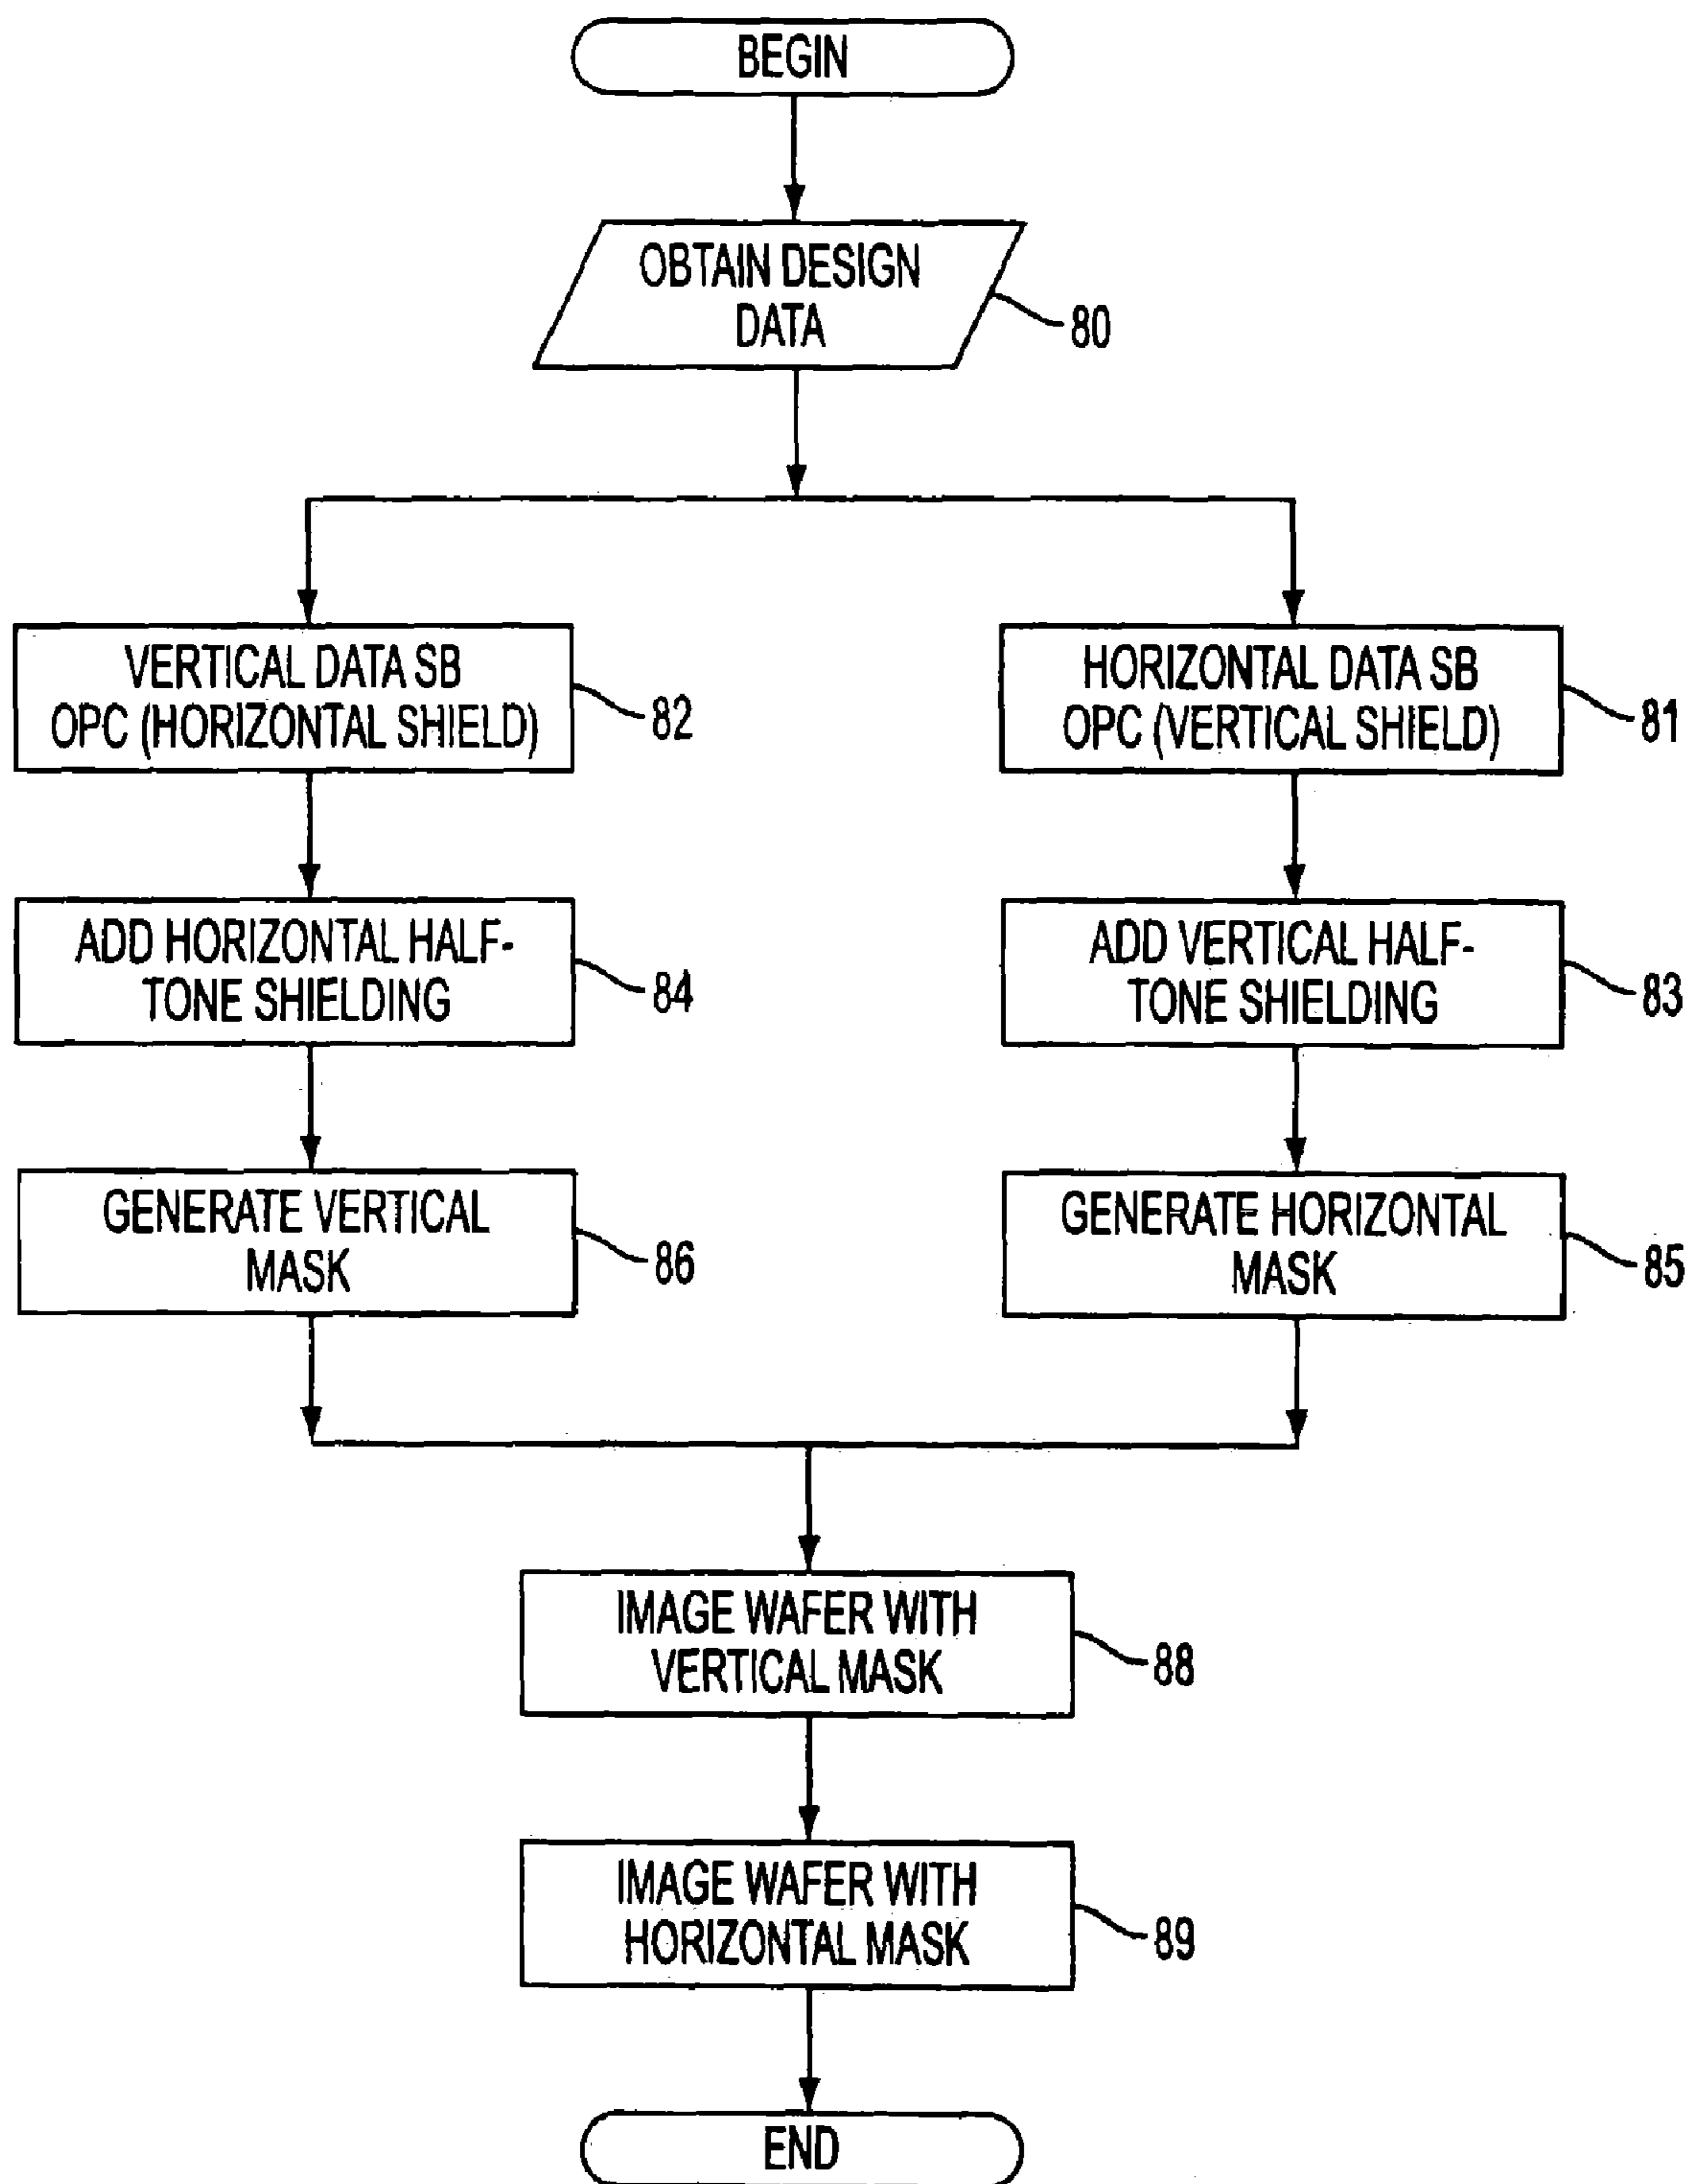 BEGIN
OBTAIN DESIGN
DATA
80
VERTICAL DATA SB
OPC (HORIZONTAL SHIELD)
82
HORIZONTAL DATA SB
OPC (VERTICAL SHIELD)
81
ADD HORIZONTAL HALF-
TONE SHIELDING
84
ADD VERTICAL HALF-
TONE SHIELDING
83
GENERATE VERTICAL
MASK
86
GENERATE HORIZONTAL
MASK
85
IMAGE WAFER WITH
VERTICAL MASK
88
IMAGE WAFER WITH
HORIZONTAL MASK
89
END